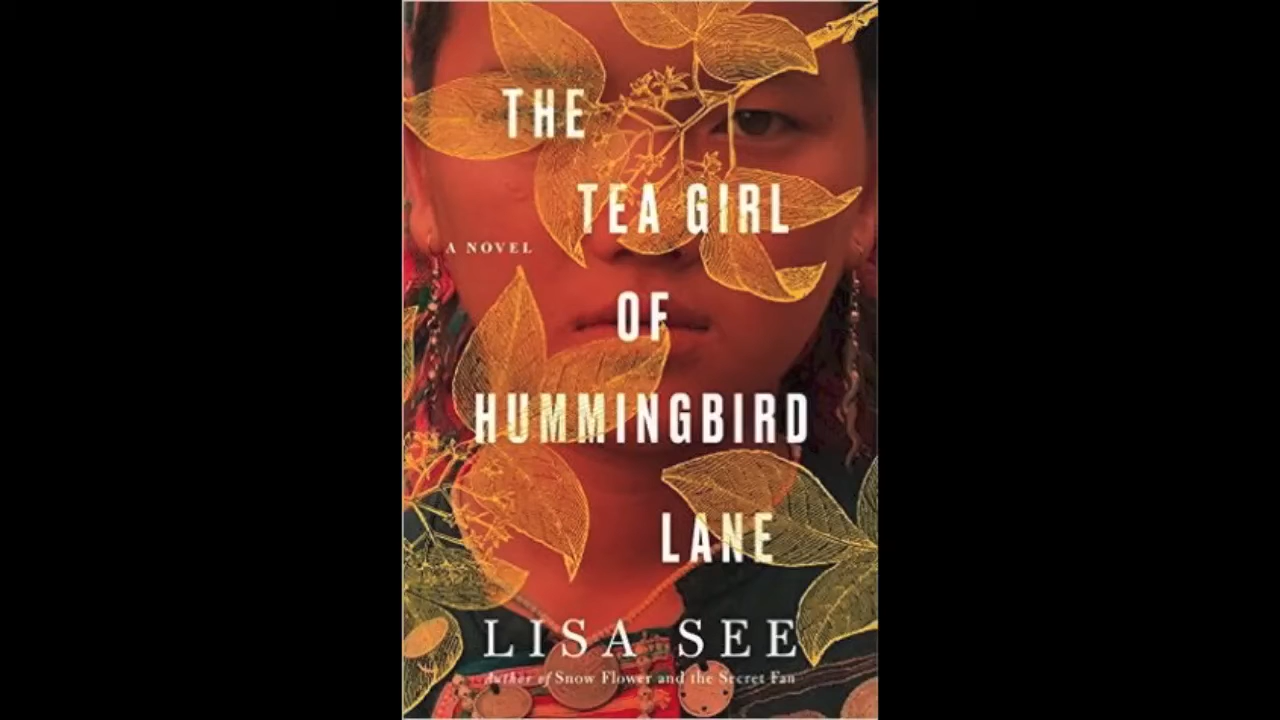 THE
TEA GIRL
A NOVEL
OF
HUMMINGBIRD
LANE
LISA SEE
Author of Snow Flower and the Secret Fan